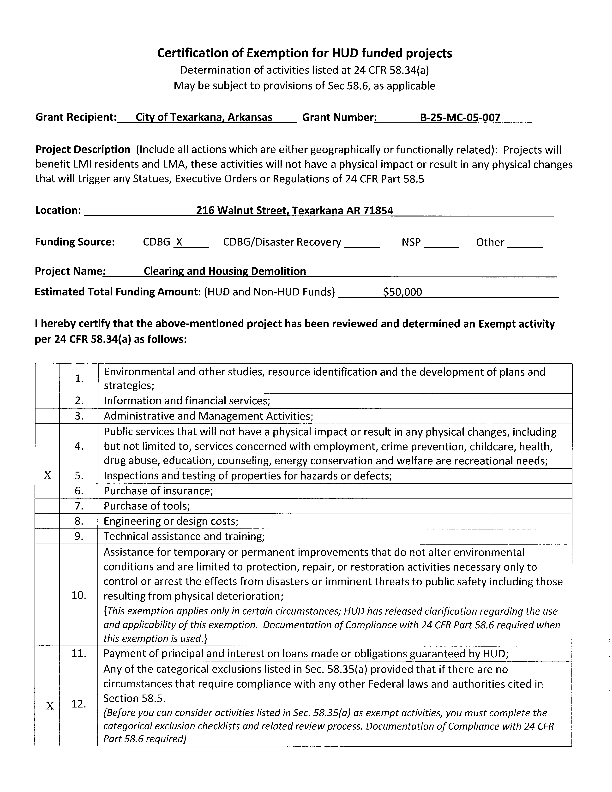 Certification of Exemption for HUD funded projects
Determination of activities listed at 24 CFR 58.34(a)
May be subject to provisions of Sec 58.6, as applicable
Grant Recipient: City of Texarkana, Arkansas Grant Number: B-25-MC-05-007
Project Description (Include all actions which are either geographically or functionally related): Projects will
benefit LMI residents and LMA, these activities will not have a physical impact or result in any physical changes
that will trigger any Statues, Executive Orders or Regulations of 24 CFR Part 58.5
Location: 216 Walnut Street, Texarkana AR 71854
Funding Source: CDBG X CDBG/Disaster Recovery ______ NSP ______ Other ______
Project Name: Clearing and Housing Demolition
Estimated Total Funding Amount: (HUD and Non-HUD Funds) $50,000
I hereby certify that the above-mentioned project has been reviewed and determined an Exempt activity
per 24 CFR 58.34(a) as follows:
1. Environmental and other studies, resource identification and the development of plans and
strategies;
2. Information and financial services;
3. Administrative and Management Activities;
4. Public services that will not have a physical impact or result in any physical changes, including
but not limited to, services concerned with employment, crime prevention, childcare, health,
drug abuse, education, counseling, energy conservation and welfare are recreational needs;
X 5. Inspections and testing of properties for hazards or defects;
6. Purchase of insurance;
7. Purchase of tools;
8. Engineering or design costs;
9. Technical assistance and training;
10. Assistance for temporary or permanent improvements that do not alter environmental
conditions and are limited to protection, repair, or restoration activities necessary only to
control or arrest the effects from disasters or imminent threats to public safety including those
resulting from physical deterioration;
{This exemption applies only in certain circumstances; HUD has released clarification regarding the use
and applicability of this exemption. Documentation of Compliance with 24 CFR Part 58.6 required when
this exemption is used.}
11. Payment of principal and interest on loans made or obligations guaranteed by HUD;
X 12. Any of the categorical exclusions listed in Sec. 58.35(a) provided that if there are no
circumstances that require compliance with any other Federal laws and authorities cited in
Section 58.5.
(Before you can consider activities listed in Sec. 58.35(a) as exempt activities, you must complete the
categorical exclusion checklists and related review process. Documentation of Compliance with 24 CFR
Part 58.6 required)